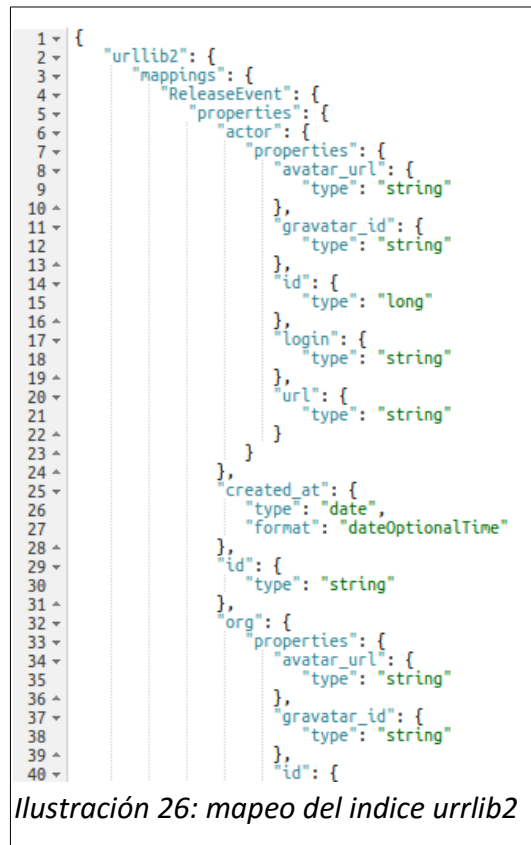 1 {
2 "urllib2": {
3 "mappings": {
4 "ReleaseEvent": {
5 "properties": {
6 "actor": {
7 "properties": {
8 "avatar_url": {
9 "type": "string"
10 },
11 "gravatar_id": {
12 "type": "string"
13 },
14 "id": {
15 "type": "long"
16 },
17 "login": {
18 "type": "string"
19 },
20 "url": {
21 "type": "string"
22 }
23 }
24 },
25 "created_at": {
26 "type": "date",
27 "format": "dateOptionalTime"
28 },
29 "id": {
30 "type": "string"
31 },
32 "org": {
33 "properties": {
34 "avatar_url": {
35 "type": "string"
36 },
37 "gravatar_id": {
38 "type": "string"
39 },
40 "id": {
Ilustración 26: mapeo del indice urrlib2